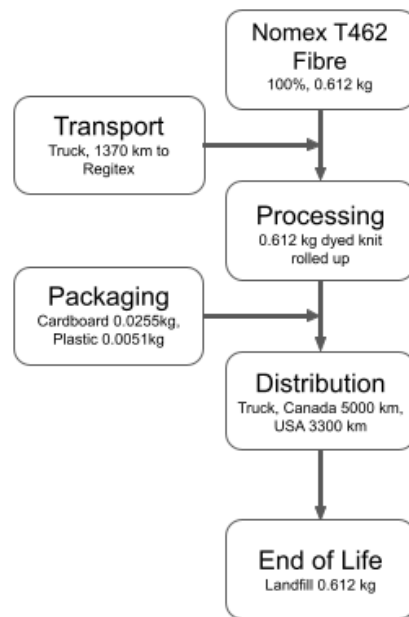 Nomex T462
Fibre
100%, 0.612 kg
Transport
Truck, 1370 km to
Regitex
Processing
0.612 kg dyed knit
rolled up
Packaging
Cardboard 0.0255kg,
Plastic 0.0051kg
Distribution
Truck, Canada 5000 km,
USA 3300 km
End of Life
Landfill 0.612 kg